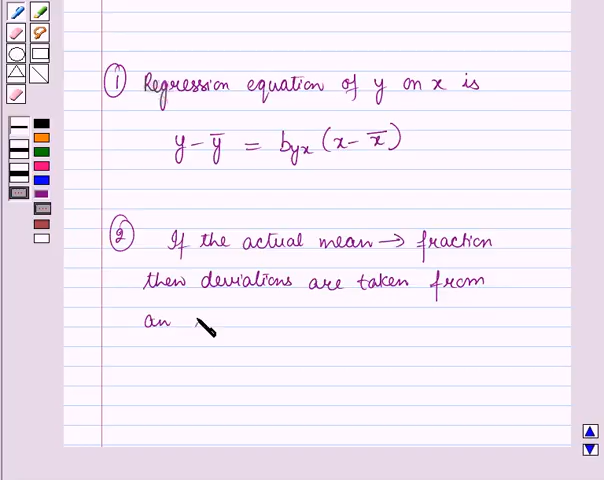 ① Regression equation of y on x is
y - ȳ = byx (x - x̄)
② If the actual mean → fraction
then deviations are taken from
an